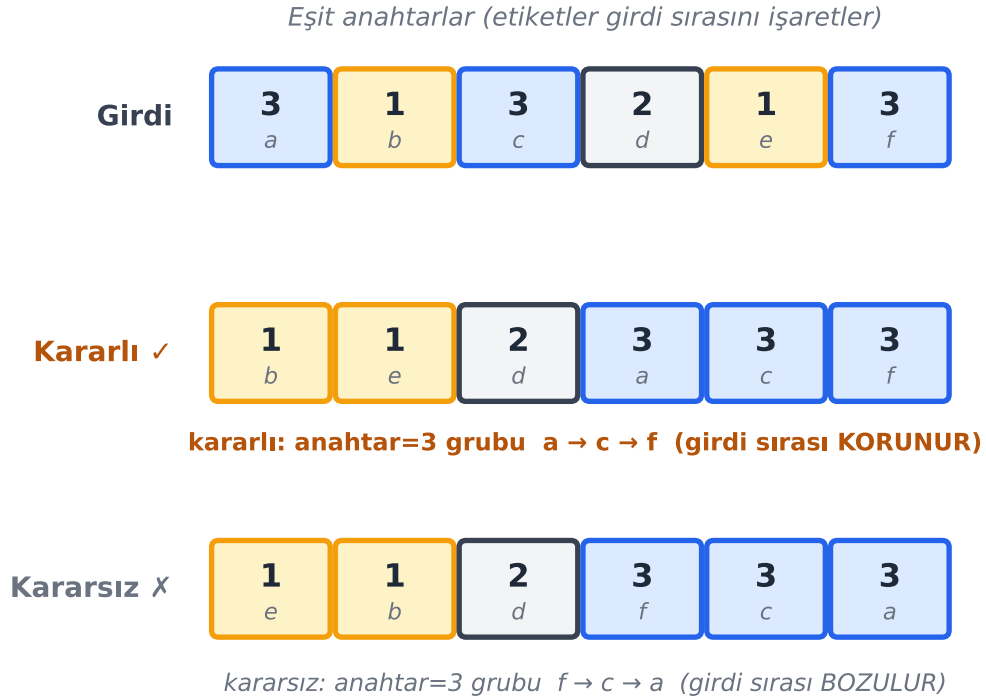 Eşit anahtarlar (etiketler girdi sırasını işaretler)
Girdi 3 1 3 2 1 3
a b c d e f
Kararlı ✓ 1 1 2 3 3 3
b e d a c f
kararlı: anahtar=3 grubu a → c → f (girdi sırası KORUNUR)
Kararsız ✗ 1 1 2 3 3 3
e b d f c a
kararsız: anahtar=3 grubu f → c → a (girdi sırası BOZULUR)